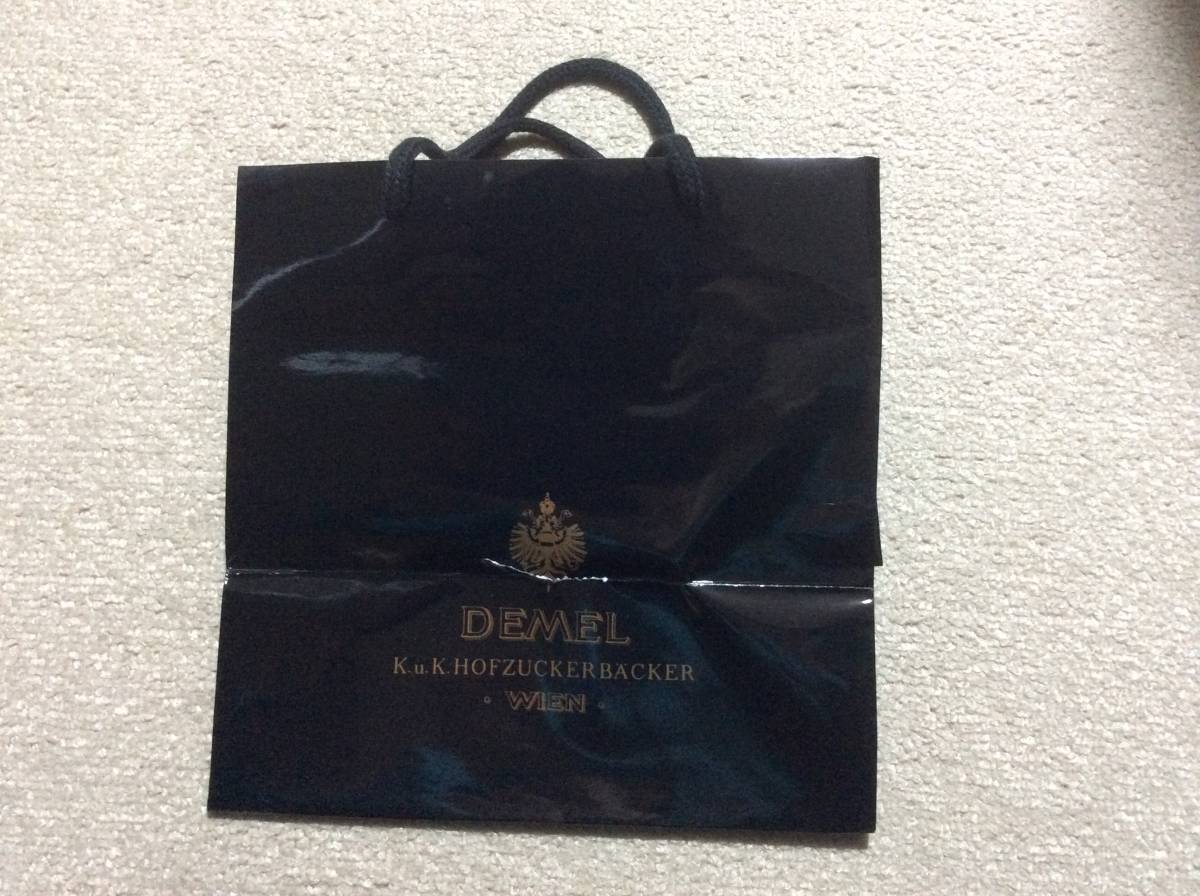 DEMEL
K.u.K. HOFZUCKERBÄCKER
· WIEN ·